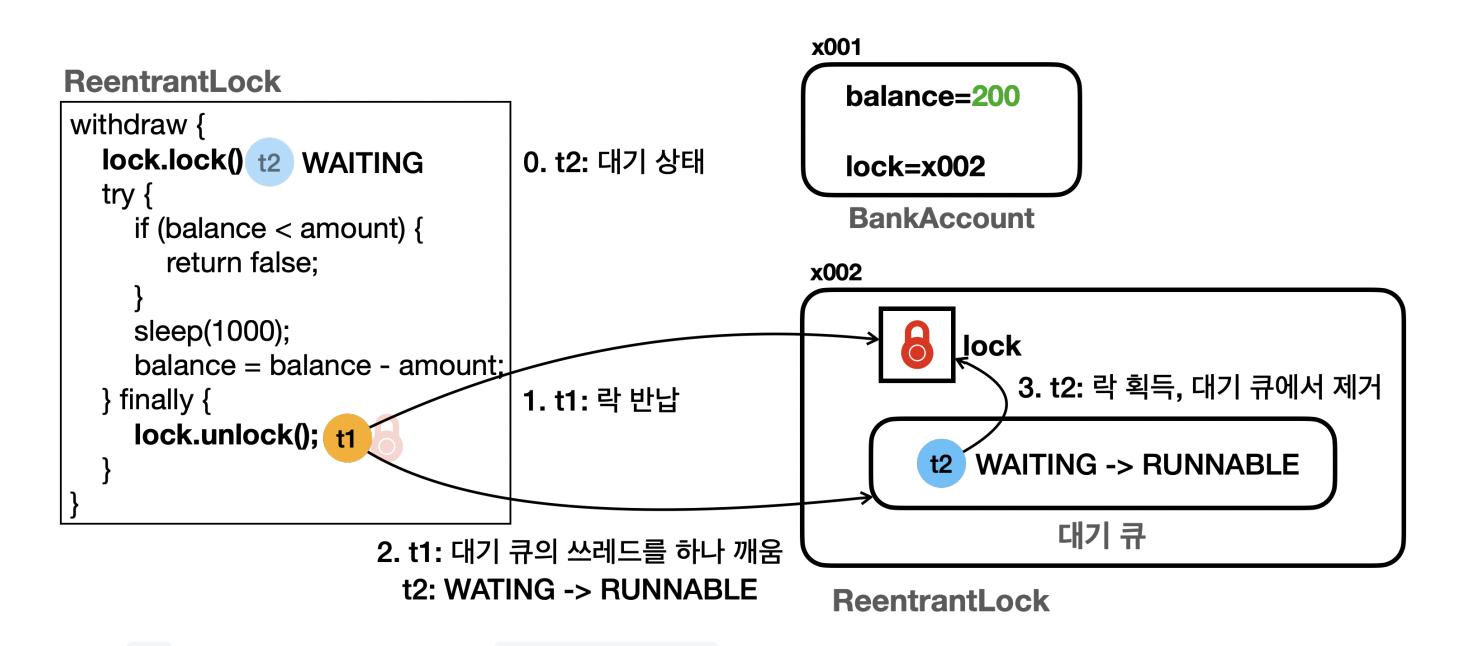 ReentrantLock
withdraw {
lock.lock() t2 WAITING
try {
if (balance < amount) {
return false;
}
sleep(1000);
balance = balance - amount;
} finally {
lock.unlock(); t1
}
}
0. t2: 대기 상태
1. t1: 락 반납
2. t1: 대기 큐의 쓰레드를 하나 깨움
t2: WATING -> RUNNABLE
x001
balance=200
lock=x002
BankAccount
x002
lock
3. t2: 락 획득, 대기 큐에서 제거
t2 WAITING -> RUNNABLE
대기 큐
ReentrantLock